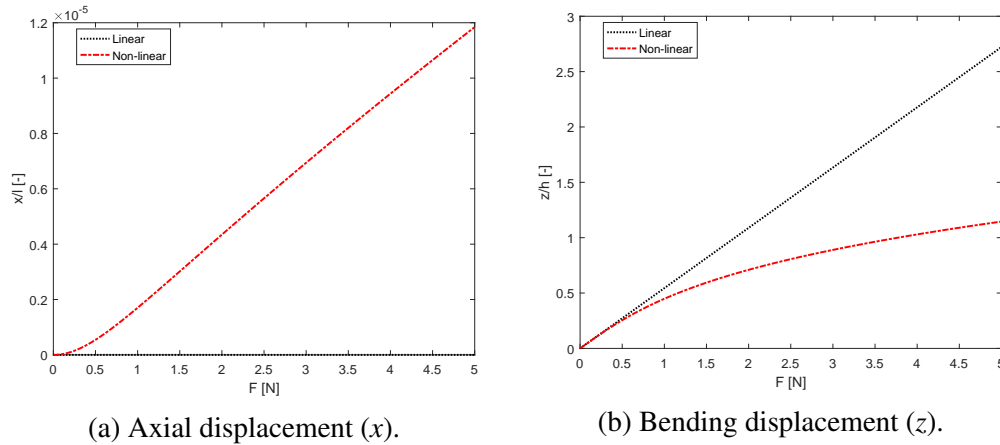 ×10⁻⁵
1.2
1
0.8
0.6
0.4
0.2
0
x/l [-]
Linear
Non-linear
0 0.5 1 1.5 2 2.5 3 3.5 4 4.5 5
F [N]
(a) Axial displacement (x).
3
2.5
2
1.5
1
0.5
0
z/h [-]
Linear
Non-linear
0 0.5 1 1.5 2 2.5 3 3.5 4 4.5 5
F [N]
(b) Bending displacement (z).